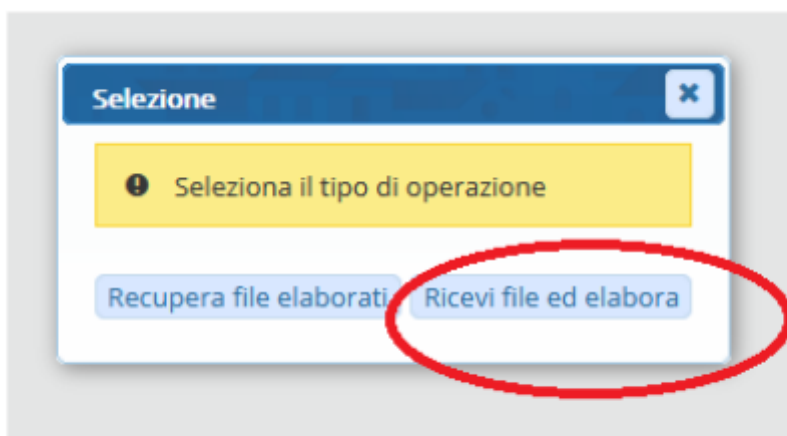 Selezione
Seleziona il tipo di operazione
Recupera file elaborati Ricevi file ed elabora